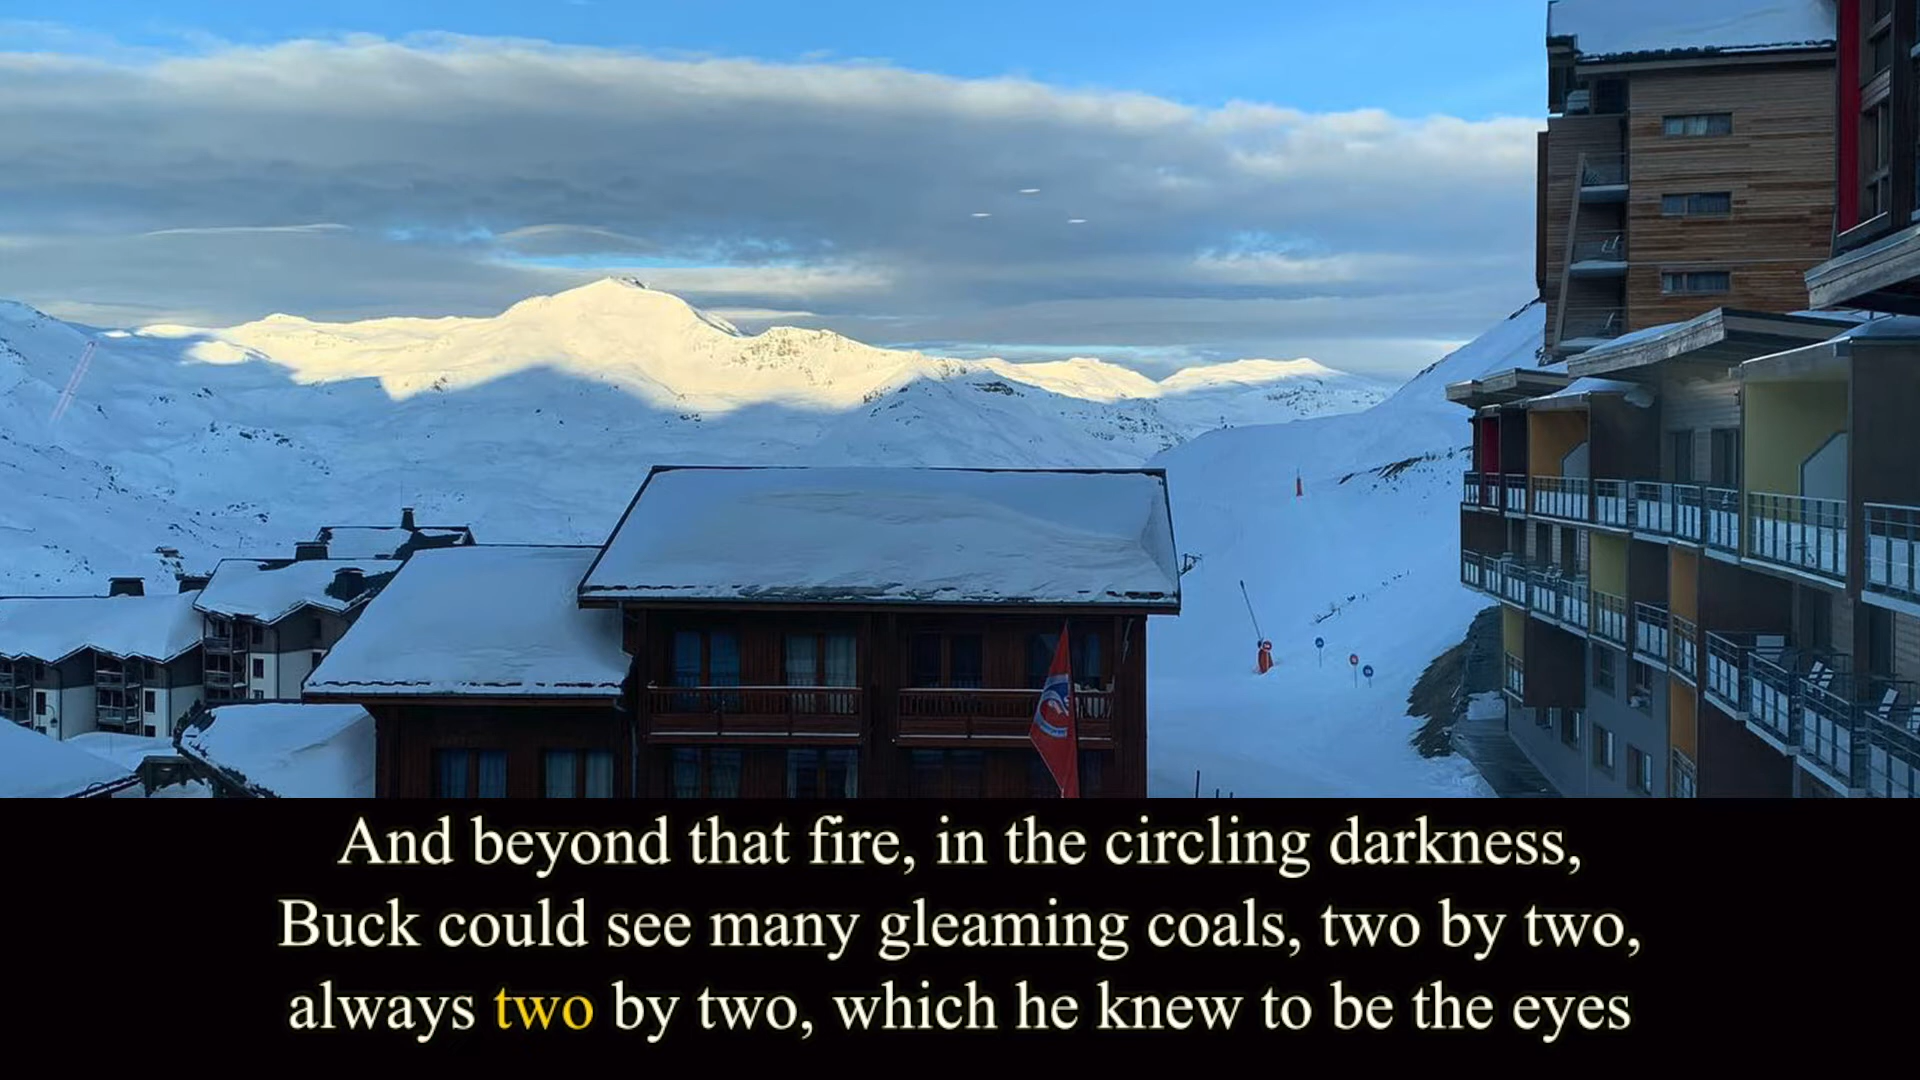 And beyond that fire, in the circling darkness,
Buck could see many gleaming coals, two by two,
always two by two, which he knew to be the eyes